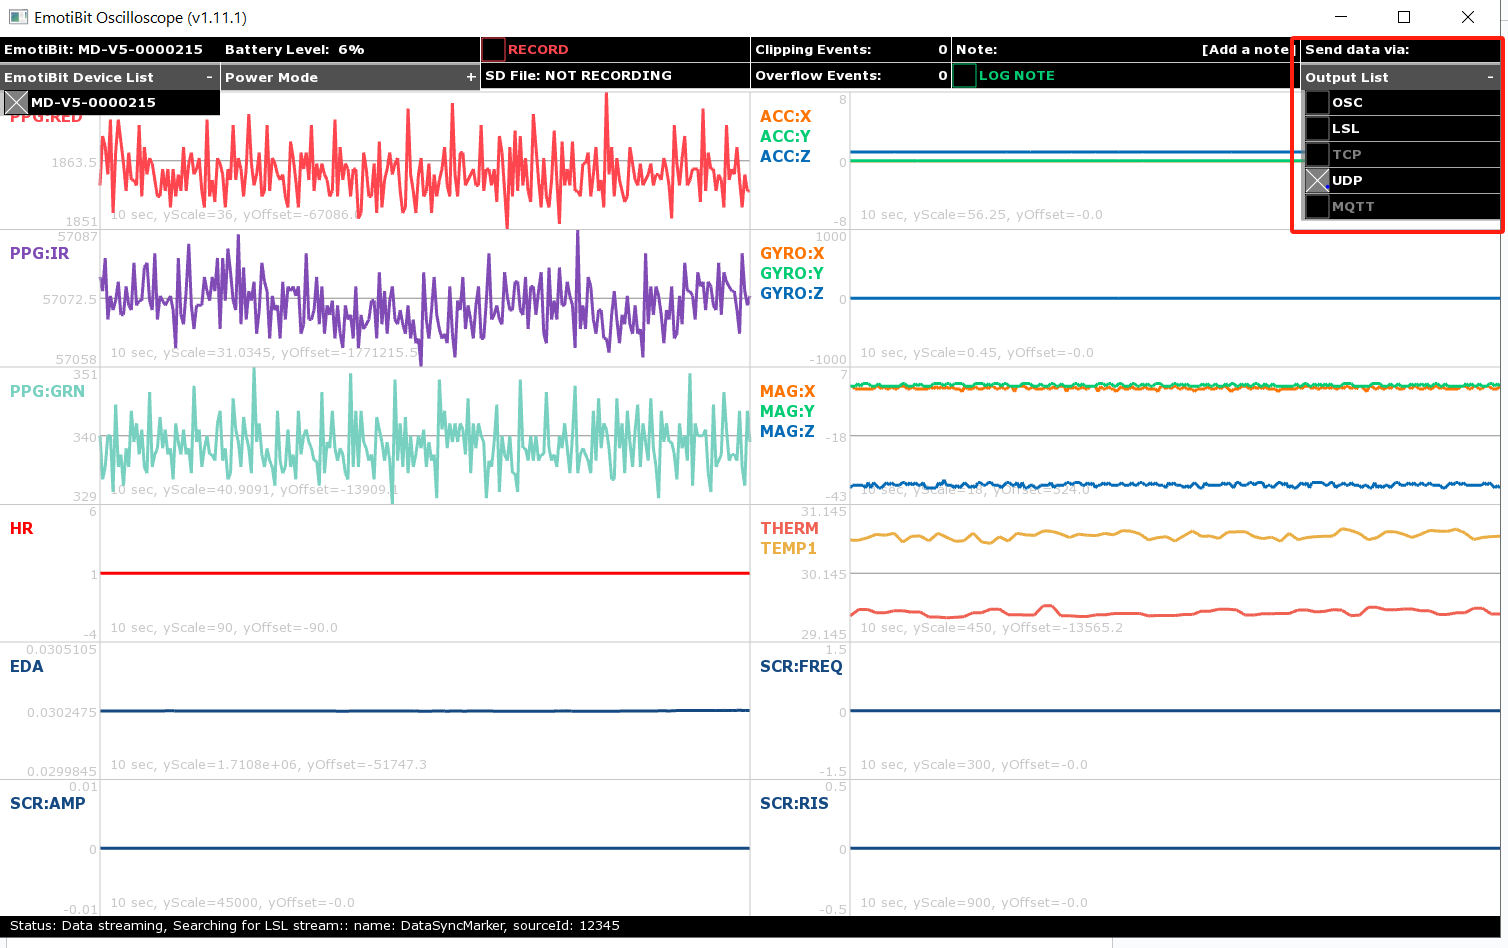 EmotiBit Oscilloscope (v1.11.1)
EmotiBit: MD-V5-0000215
Battery Level: 6%
RECORD
Clipping Events: 0
Note: [Add a note]
Send data via:
EmotiBit Device List -
Power Mode +
SD File: NOT RECORDING
Overflow Events: 0
LOG NOTE
Output List -
MD-V5-0000215
OSC
LSL
TCP
UDP
MQTT
PPG:RED
1863.5
1851
10 sec, yScale=36, yOffset=-67086.
ACC:X
ACC:Y
ACC:Z
8
0
-8
10 sec, yScale=56.25, yOffset=-0.0
PPG:IR
57087
57072.5
57058
10 sec, yScale=31.0345, yOffset=-1771215.5
GYRO:X
GYRO:Y
GYRO:Z
1000
0
-1000
10 sec, yScale=0.45, yOffset=-0.0
PPG:GRN
351
340
329
10 sec, yScale=40.9091, yOffset=-13909.1
MAG:X
MAG:Y
MAG:Z
7
-18
-43
10 sec, yScale=18, yOffset=324.0
HR
6
1
-4
10 sec, yScale=90, yOffset=-90.0
THERM
TEMP1
31.145
30.145
29.145
10 sec, yScale=450, yOffset=-13565.2
EDA
0.0305105
0.0302475
0.0299845
10 sec, yScale=1.7108e+06, yOffset=-51747.3
SCR:FREQ
1.5
0
-1.5
10 sec, yScale=300, yOffset=-0.0
SCR:AMP
0.01
0
-0.01
10 sec, yScale=45000, yOffset=-0.0
SCR:RIS
0.5
0
-0.5
10 sec, yScale=900, yOffset=-0.0
Status: Data streaming, Searching for LSL stream:: name: DataSyncMarker, sourceId: 12345